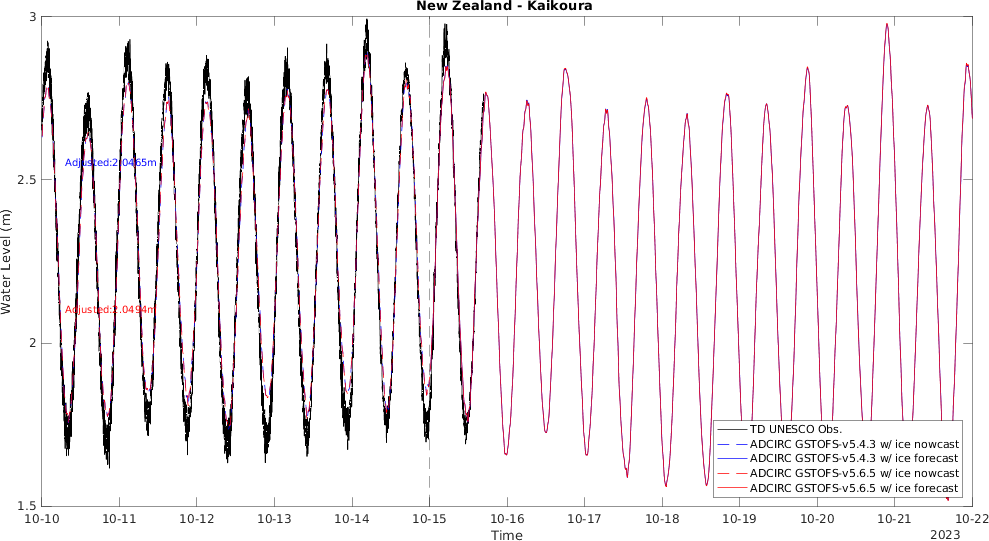 New Zealand - Kaikoura
Water Level (m)
3
2.5
2
1.5
Adjusted:2.0465m
Adjusted:2.0494m
TD UNESCO Obs.
ADCIRC GSTOFS-v5.4.3 w/ ice nowcast
ADCIRC GSTOFS-v5.4.3 w/ ice forecast
ADCIRC GSTOFS-v5.6.5 w/ ice nowcast
ADCIRC GSTOFS-v5.6.5 w/ ice forecast
10-10 10-11 10-12 10-13 10-14 10-15 10-16 10-17 10-18 10-19 10-20 10-21 10-22
Time
2023